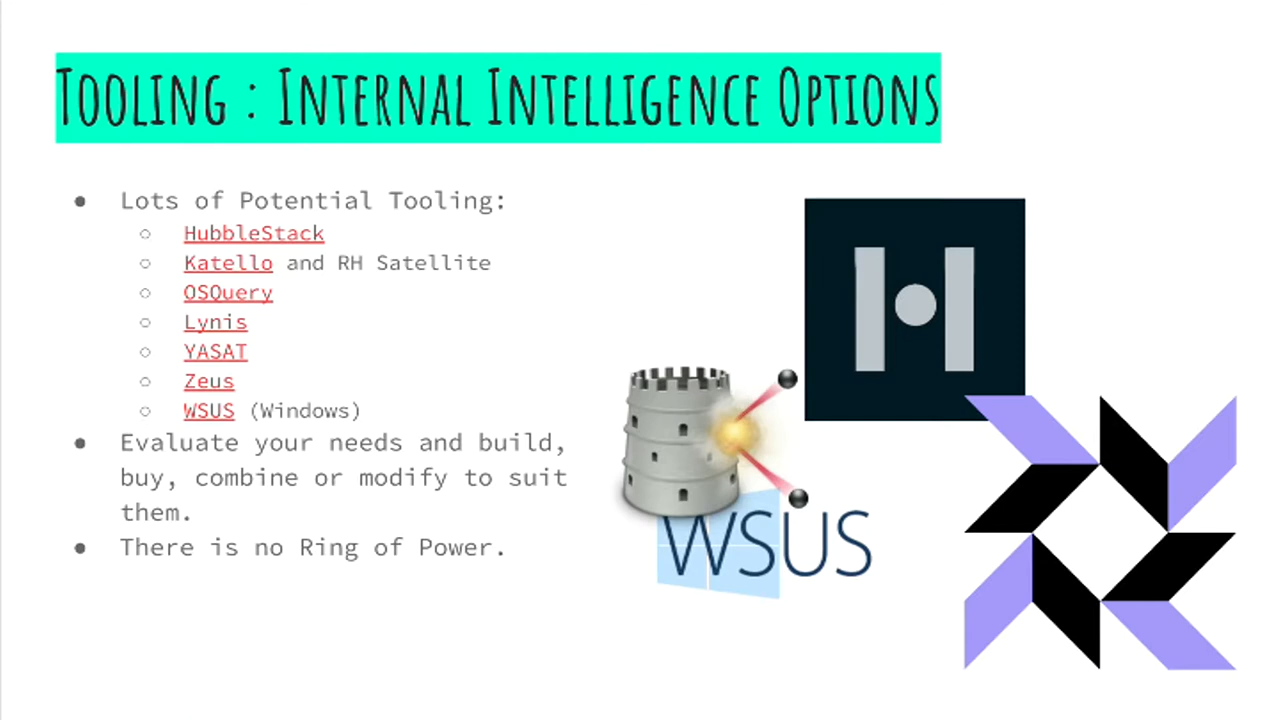 Tooling : Internal Intelligence Options
● Lots of Potential Tooling:
○ HubbleStack
○ Katello and RH Satellite
○ OSQuery
○ Lynis
○ YASAT
○ Zeus
○ WSUS (Windows)
● Evaluate your needs and build,
buy, combine or modify to suit
them.
● There is no Ring of Power.
H
WSUS